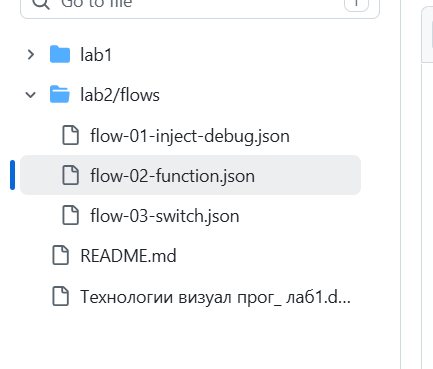 Go to file
lab1
lab2/flows
flow-01-inject-debug.json
flow-02-function.json
flow-03-switch.json
README.md
Технологии визуал прог_ лаб1.d...